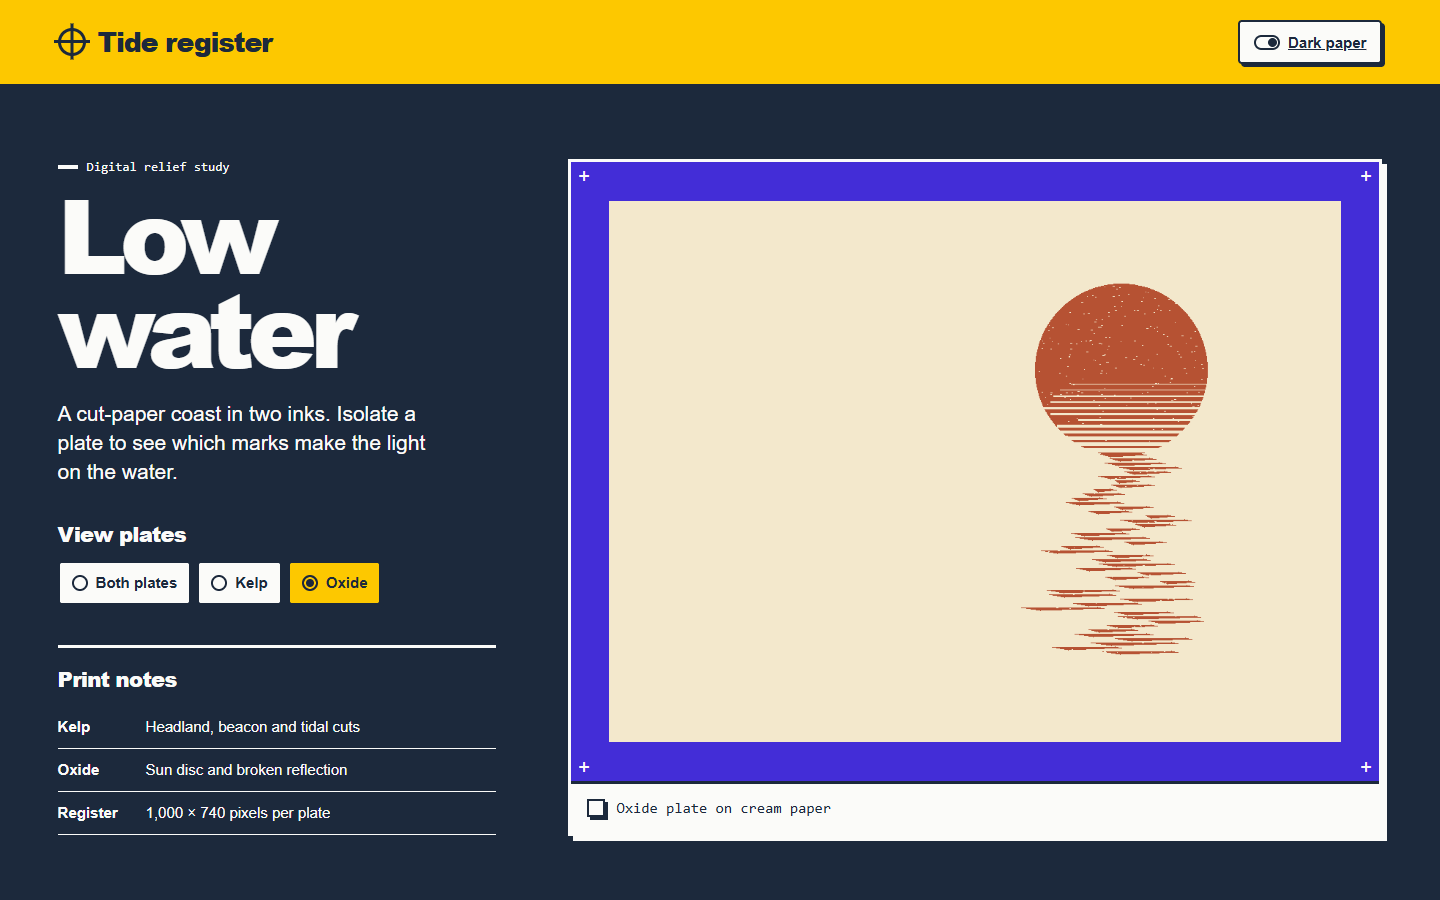 Tide register
Dark paper
Digital relief study
Low
water
A cut-paper coast in two inks. Isolate a
plate to see which marks make the light
on the water.
View plates
Both plates
Kelp
Oxide
Print notes
Kelp Headland, beacon and tidal cuts
Oxide Sun disc and broken reflection
Register 1,000 × 740 pixels per plate
Oxide plate on cream paper